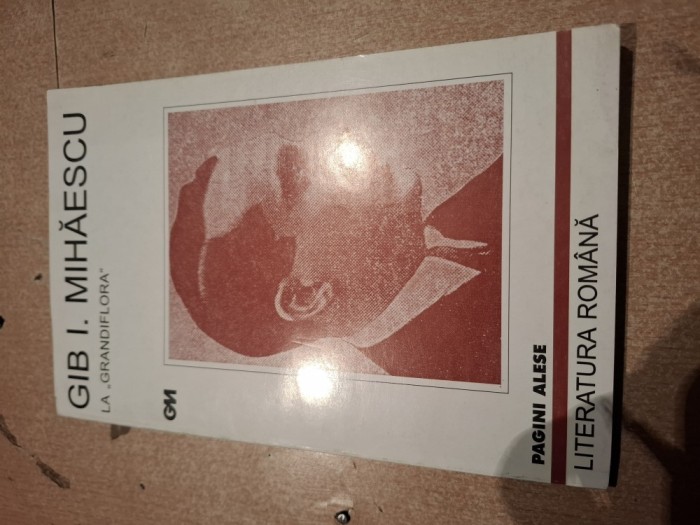 GIB I. MIHĂESCU
LA „GRANDIFLORA"
GM
PAGINI ALESE
LITERATURA ROMÂNĂ